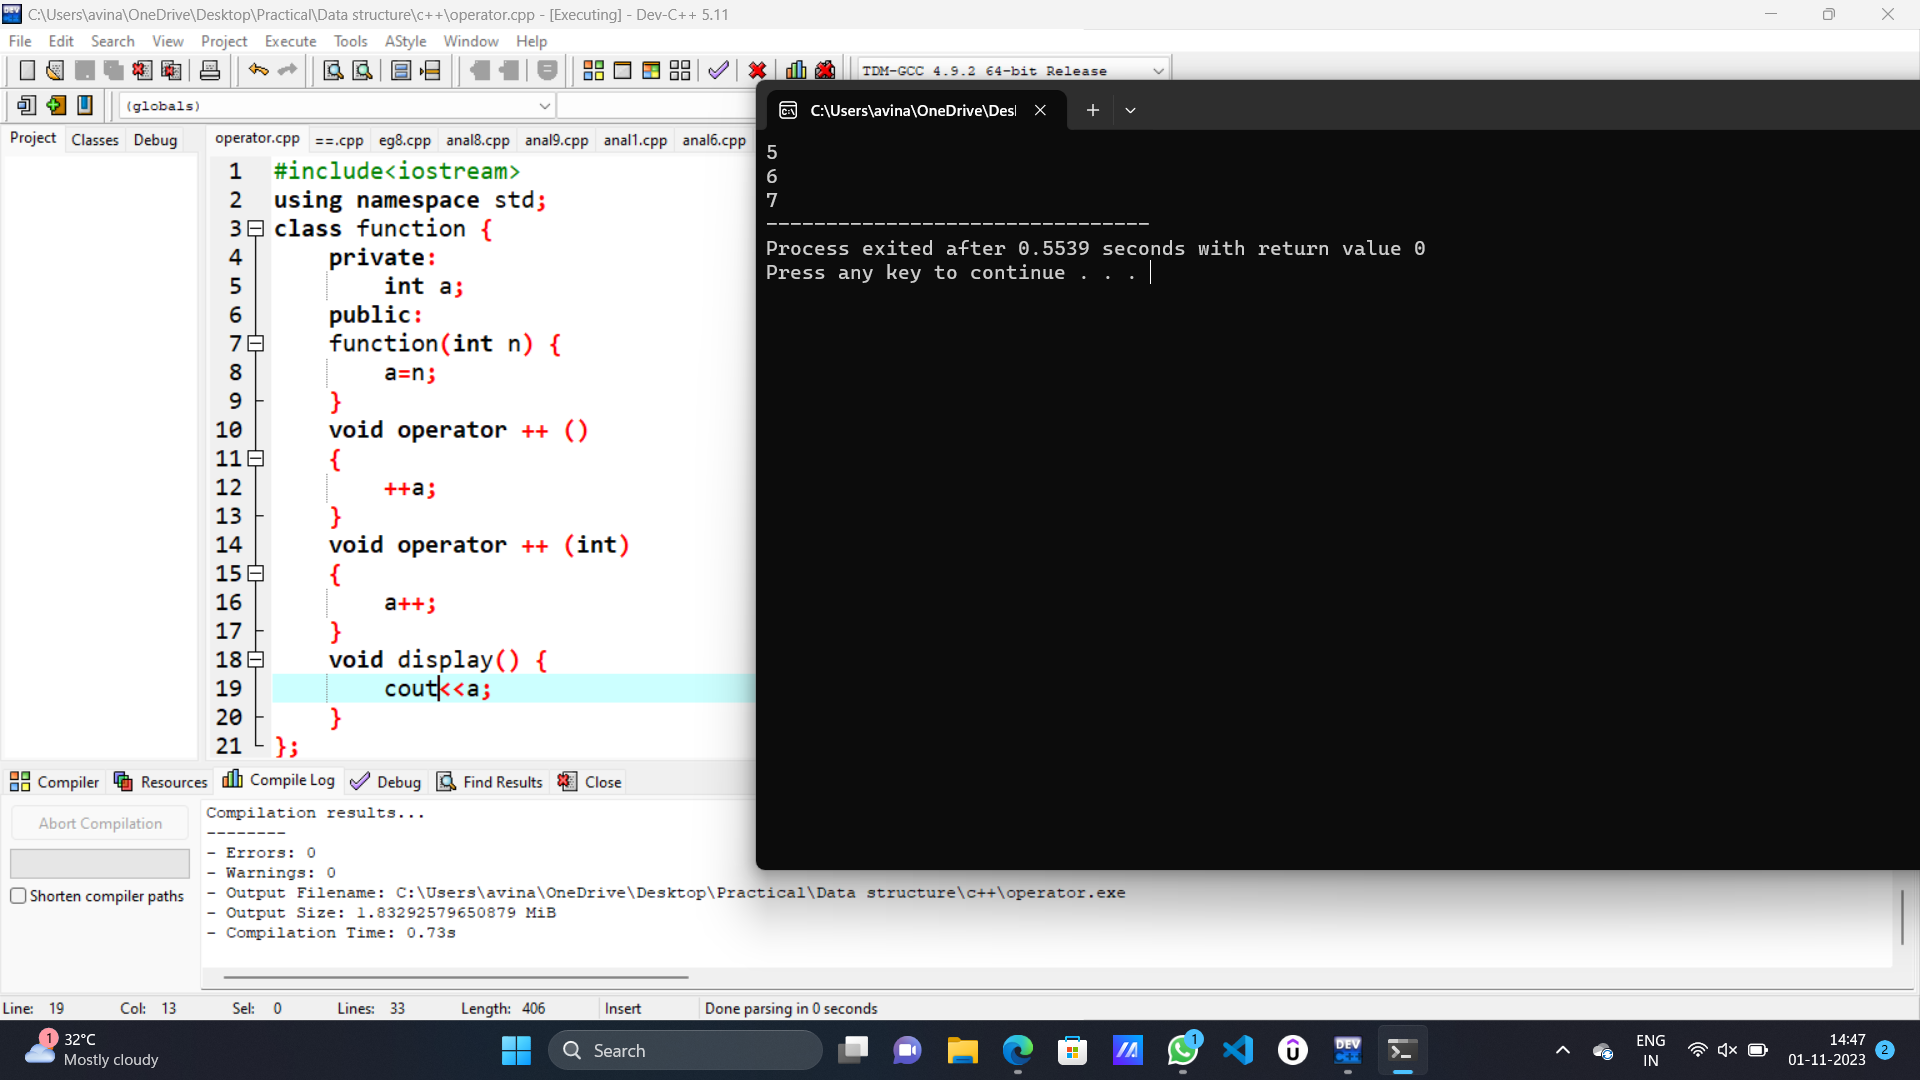 C:\Users\avina\OneDrive\Desktop\Practical\Data structure\c++\operator.cpp - [Executing] - Dev-C++ 5.11
File Edit Search View Project Execute Tools AStyle Window Help
TDM-GCC 4.9.2 64-bit Release
(globals)
Project Classes Debug
operator.cpp ==.cpp eg8.cpp anal8.cpp anal9.cpp anal1.cpp anal6.cpp
1 #include<iostream>
2 using namespace std;
3 class function {
4 private:
5 int a;
6 public:
7 function(int n) {
8 a=n;
9 }
10 void operator ++ ()
11 {
12 ++a;
13 }
14 void operator ++ (int)
15 {
16 a++;
17 }
18 void display() {
19 cout<<a;
20 }
21 };
C:\Users\avina\OneDrive\Des
5
6
7
--------------------------------
Process exited after 0.5539 seconds with return value 0
Press any key to continue . . .
Compiler Resources Compile Log Debug Find Results Close
Abort Compilation
Shorten compiler paths
Compilation results...
--------
- Errors: 0
- Warnings: 0
- Output Filename: C:\Users\avina\OneDrive\Desktop\Practical\Data structure\c++\operator.exe
- Output Size: 1.83292579650879 MiB
- Compilation Time: 0.73s
Line: 19 Col: 13 Sel: 0 Lines: 33 Length: 406 Insert Done parsing in 0 seconds
1
32°C
Mostly cloudy
Search
1
DEV
C++
ENG
IN
14:47
01-11-2023
2